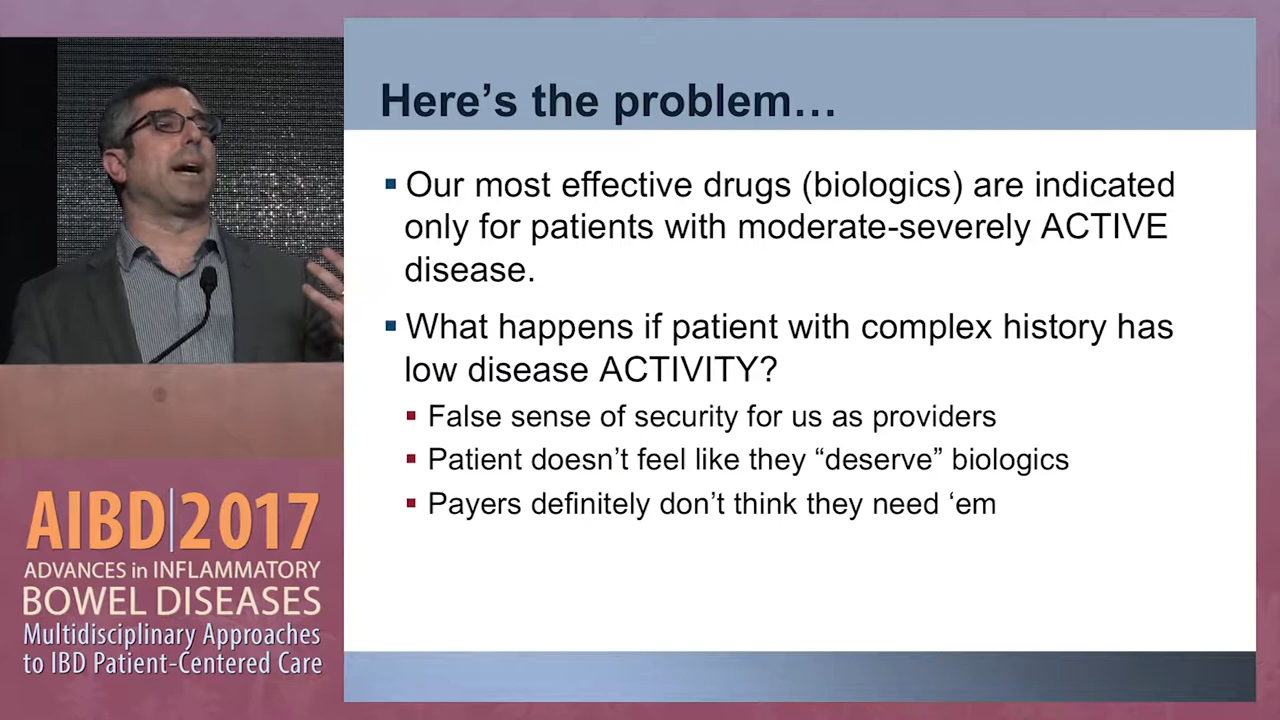 Here's the problem…
▪ Our most effective drugs (biologics) are indicated
only for patients with moderate-severely ACTIVE
disease.
▪ What happens if patient with complex history has
low disease ACTIVITY?
▪ False sense of security for us as providers
▪ Patient doesn't feel like they “deserve” biologics
▪ Payers definitely don't think they need ‘em
AIBD|2017
ADVANCES in INFLAMMATORY
BOWEL DISEASES
Multidisciplinary Approaches
to IBD Patient-Centered Care